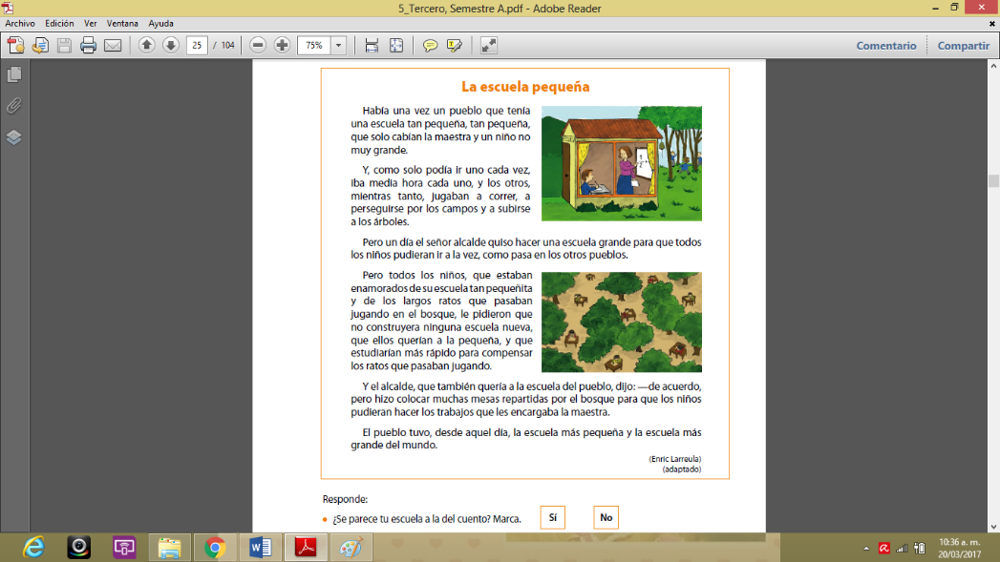 5_Tercero, Semestre A.pdf - Adobe Reader
Archivo Edición Ver Ventana Ayuda
25 / 104 75% Comentario Compartir
La escuela pequeña
Había una vez un pueblo que tenía
una escuela tan pequeña, tan pequeña,
que solo cabían la maestra y un niño no
muy grande.
Y, como solo podía ir uno cada vez,
iba media hora cada uno, y los otros,
mientras tanto, jugaban a correr, a
perseguirse por los campos y a subirse
a los árboles.
Pero un día el señor alcalde quiso hacer una escuela grande para que todos
los niños pudieran ir a la vez, como pasa en los otros pueblos.
Pero todos los niños, que estaban
enamorados de su escuela tan pequeñita
y de los largos ratos que pasaban
jugando en el bosque, le pidieron que
no construyera ninguna escuela nueva,
que ellos querían a la pequeña, y que
estudiarían más rápido para compensar
los ratos que pasaban jugando.
Y el alcalde, que también quería a la escuela del pueblo, dijo: —de acuerdo,
pero hizo colocar muchas mesas repartidas por el bosque para que los niños
pudieran hacer los trabajos que les encargaba la maestra.
El pueblo tuvo, desde aquel día, la escuela más pequeña y la escuela más
grande del mundo.
(Enric Larreula)
(adaptado)
Responde:
• ¿Se parece tu escuela a la del cuento? Marca. Sí No
10:36 a. m.
20/03/2017